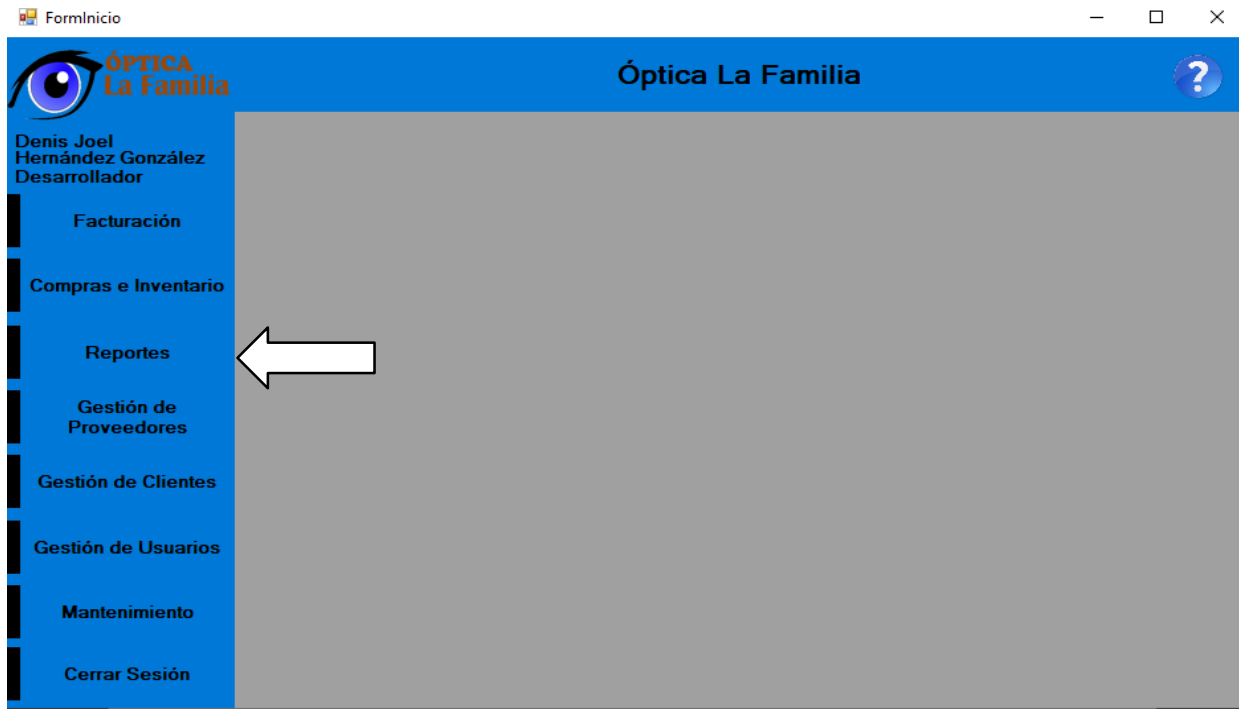 FormInicio
ÓPTICA
La Familia
Óptica La Familia
?
Denis Joel
Hernández González
Desarrollador
Facturación
Compras e Inventario
Reportes
Gestión de
Proveedores
Gestión de Clientes
Gestión de Usuarios
Mantenimiento
Cerrar Sesión